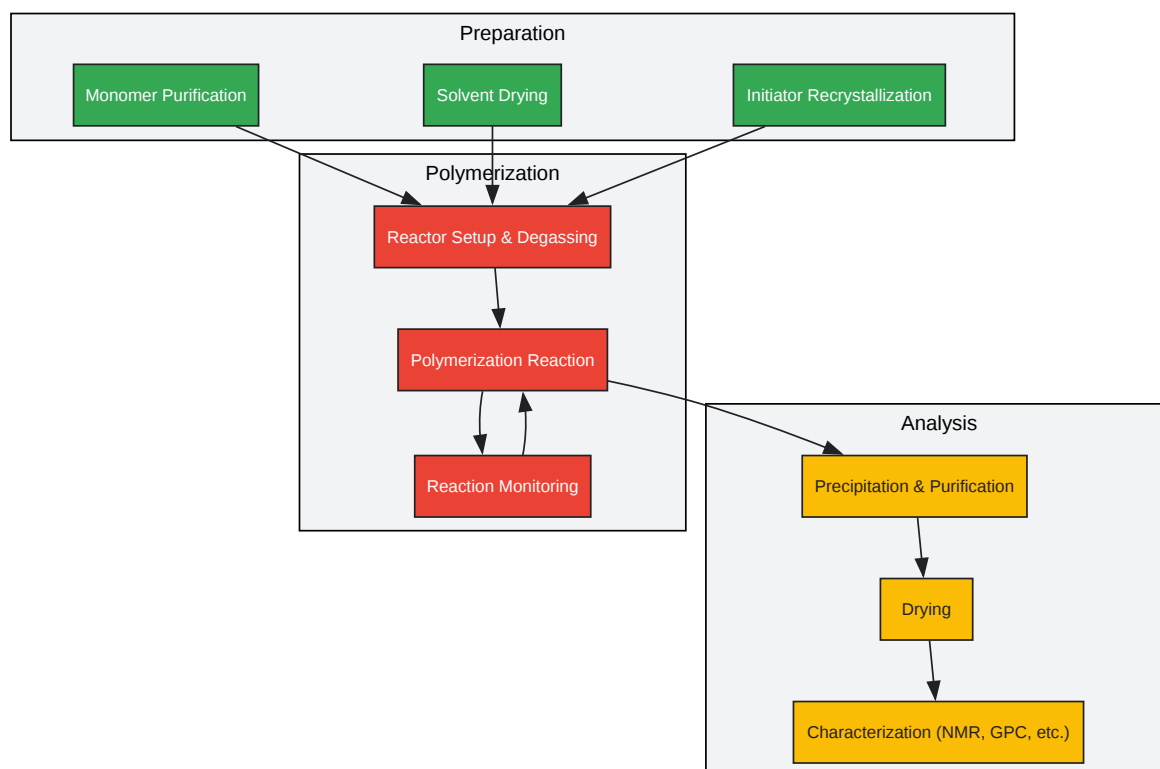 Preparation
Monomer Purification
Solvent Drying
Initiator Recrystallization
Polymerization
Reactor Setup & Degassing
Polymerization Reaction
Reaction Monitoring
Analysis
Precipitation & Purification
Drying
Characterization (NMR, GPC, etc.)